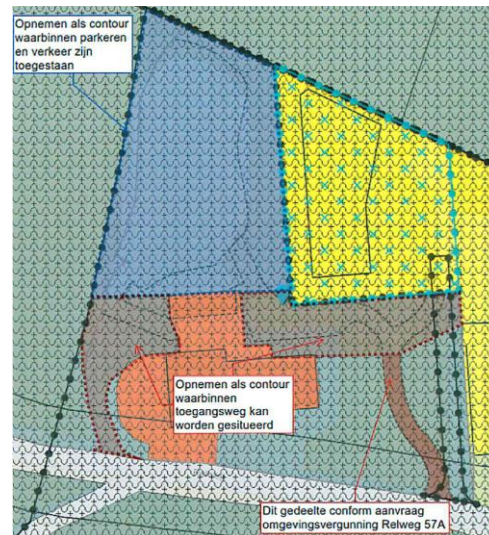 Opnemen als contour
waarbinnen parkeren
en verkeer zijn
toegestaan
Opnemen als contour
waarbinnen
toegangsweg kan
worden gesitueerd
Dit gedeelte conform aanvraag
omgevingsvergunning Relweg 57A